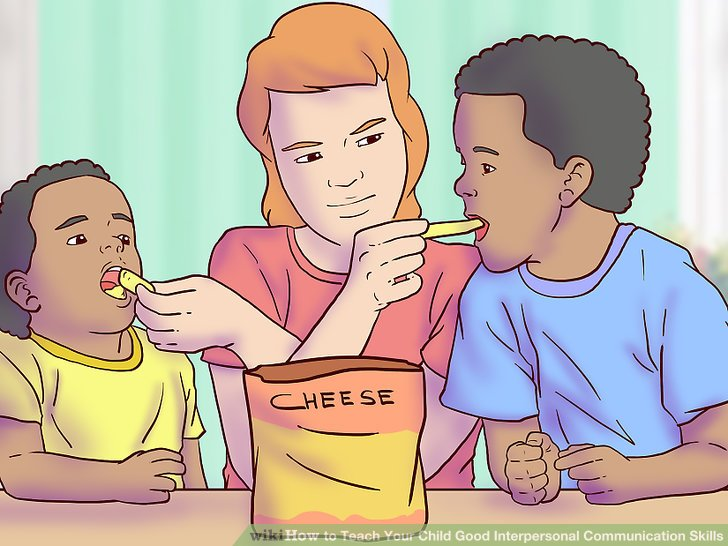 CHEESE
wikiHow to Teach Your Child Good Interpersonal Communication Skills